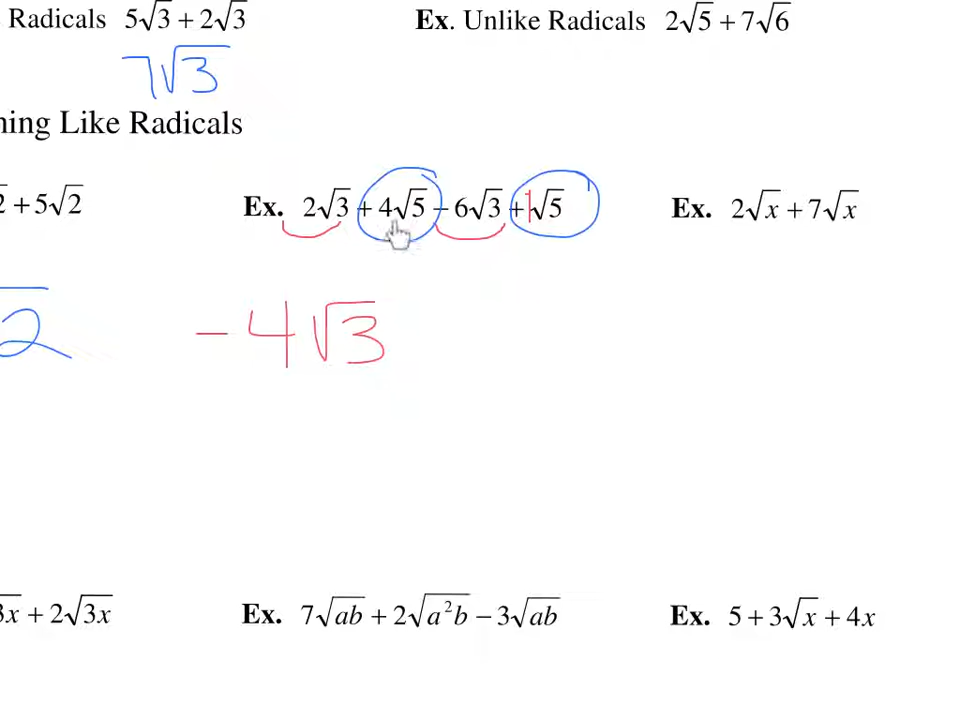 Radicals 5√3 + 2√3 Ex. Unlike Radicals 2√5 + 7√6
7√3
ning Like Radicals
+ 5√2 Ex. 2√3 + 4√5 − 6√3 + 1√5 Ex. 2√x + 7√x
√2 − 4√3
3x + 2√3x Ex. 7√ab + 2√a²b − 3√ab Ex. 5 + 3√x + 4x